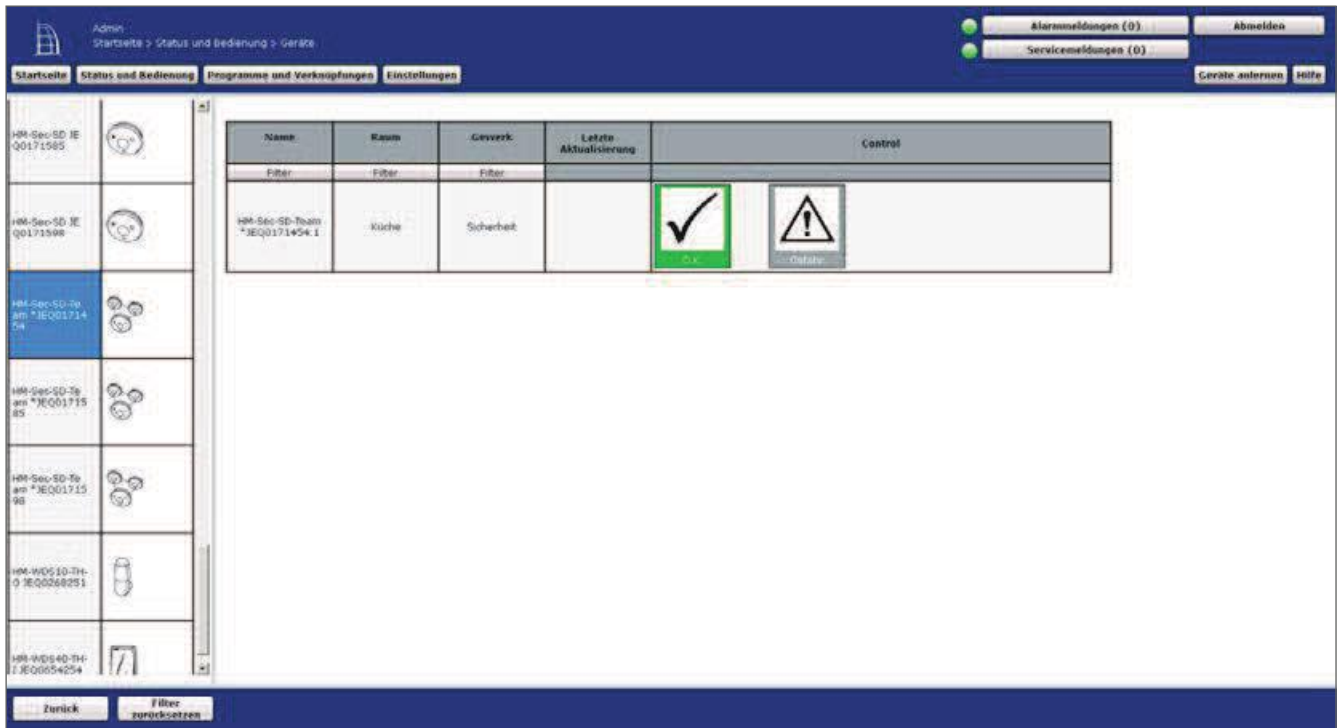 Admin
Startseite > Status und Bedienung > Geräte
Alarmmeldungen (0)
Abmelden
Servicemeldungen (0)
Startseite
Status und Bedienung
Programme und Verknüpfungen
Einstellungen
Geräte anlernen
Hilfe
HM-Sec-SD JE
Q0171585
HM-Sec-SD JE
Q0171598
HM-Sec-SD-Te
am *JEQ01714
54
HM-Sec-SD-Te
am *JEQ01715
85
HM-Sec-SD-Te
am *JEQ01715
98
HM-WDS10-TH-
O JEQ0268251
HM-WDS40-TH-
I JEQ0654254
Name
Raum
Gewerk
Letzte
Aktualisierung
Control
Filter
Filter
Filter
HM-Sec-SD-Team
*JEQ0171454:1
Küche
Sicherheit
O.K.
Gefahr
Zurück
Filter
zurücksetzen